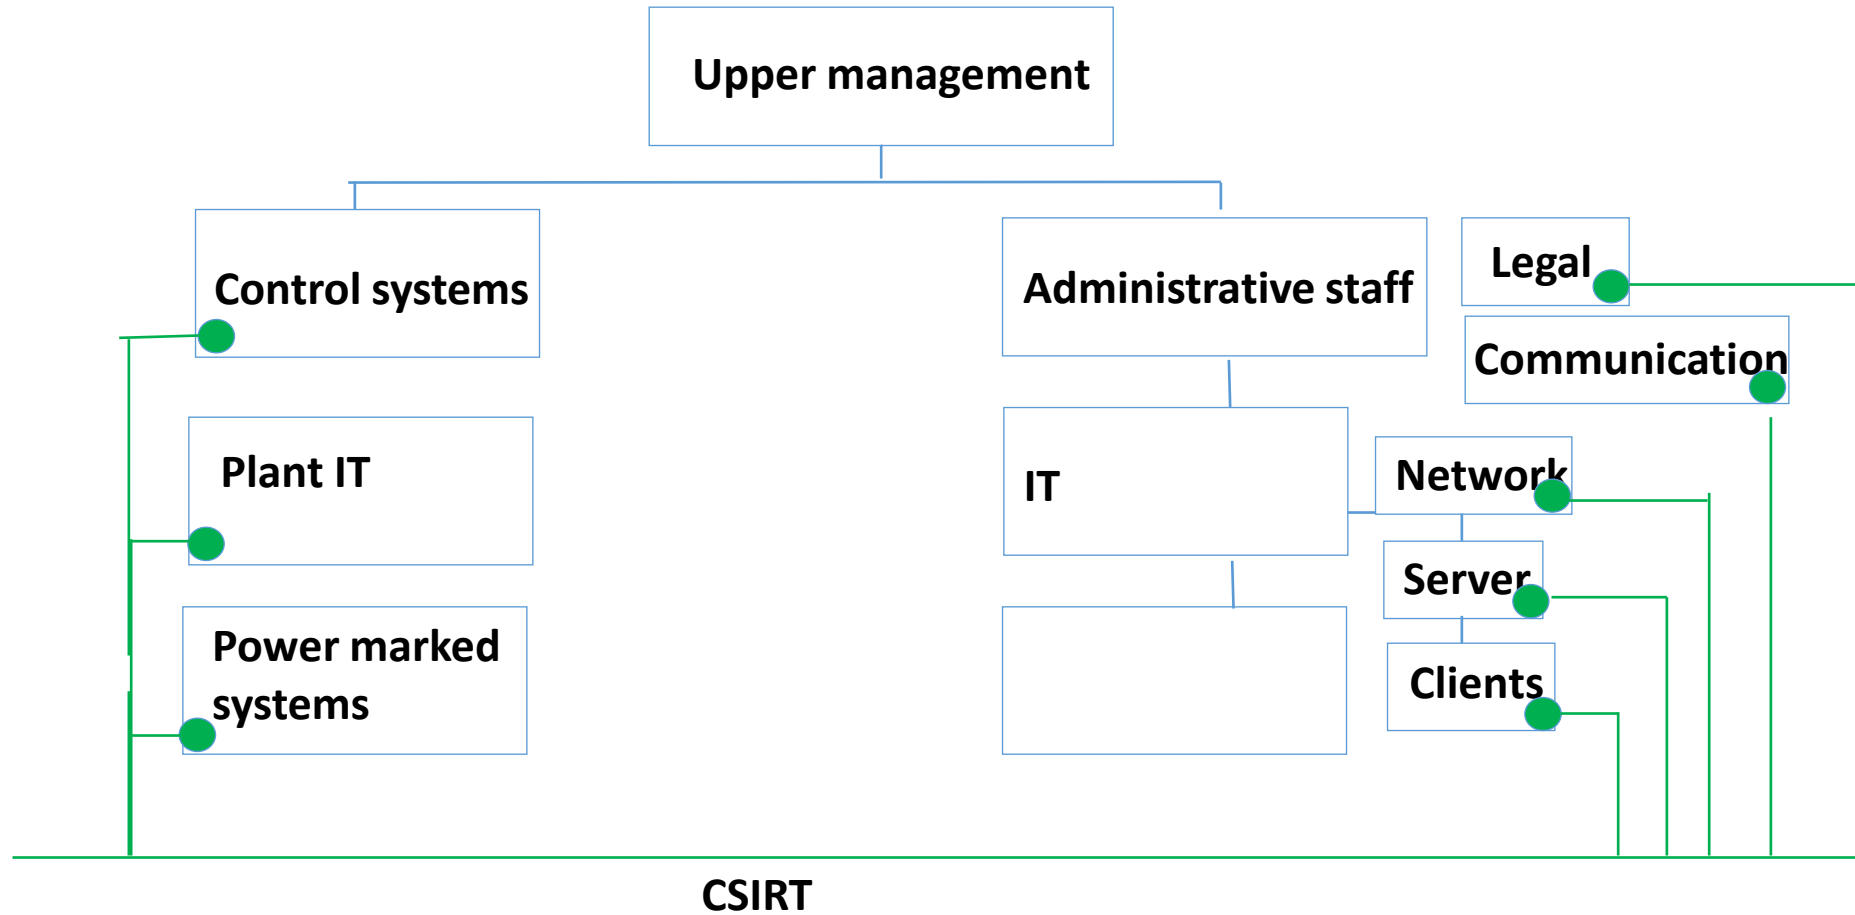 Upper management
Control systems
Administrative staff
Legal
Communication
Plant IT
IT
Network
Server
Power marked
systems
Clients
CSIRT